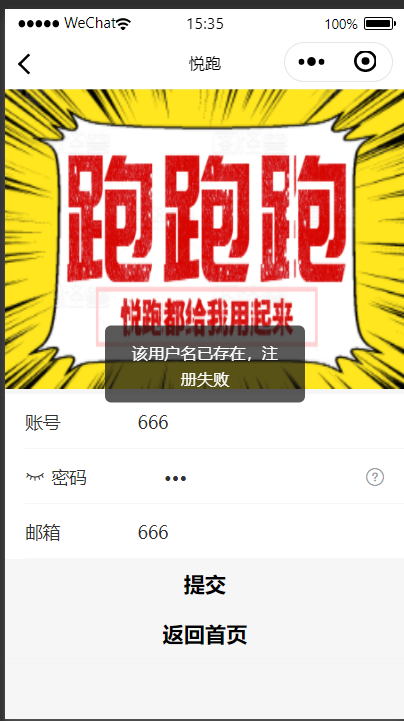 WeChat 15:35 100%
悦跑
跑跑跑
悦跑都给我用起来
该用户名已存在，注
册失败
账号 666
密码 •••
邮箱 666
提交
返回首页